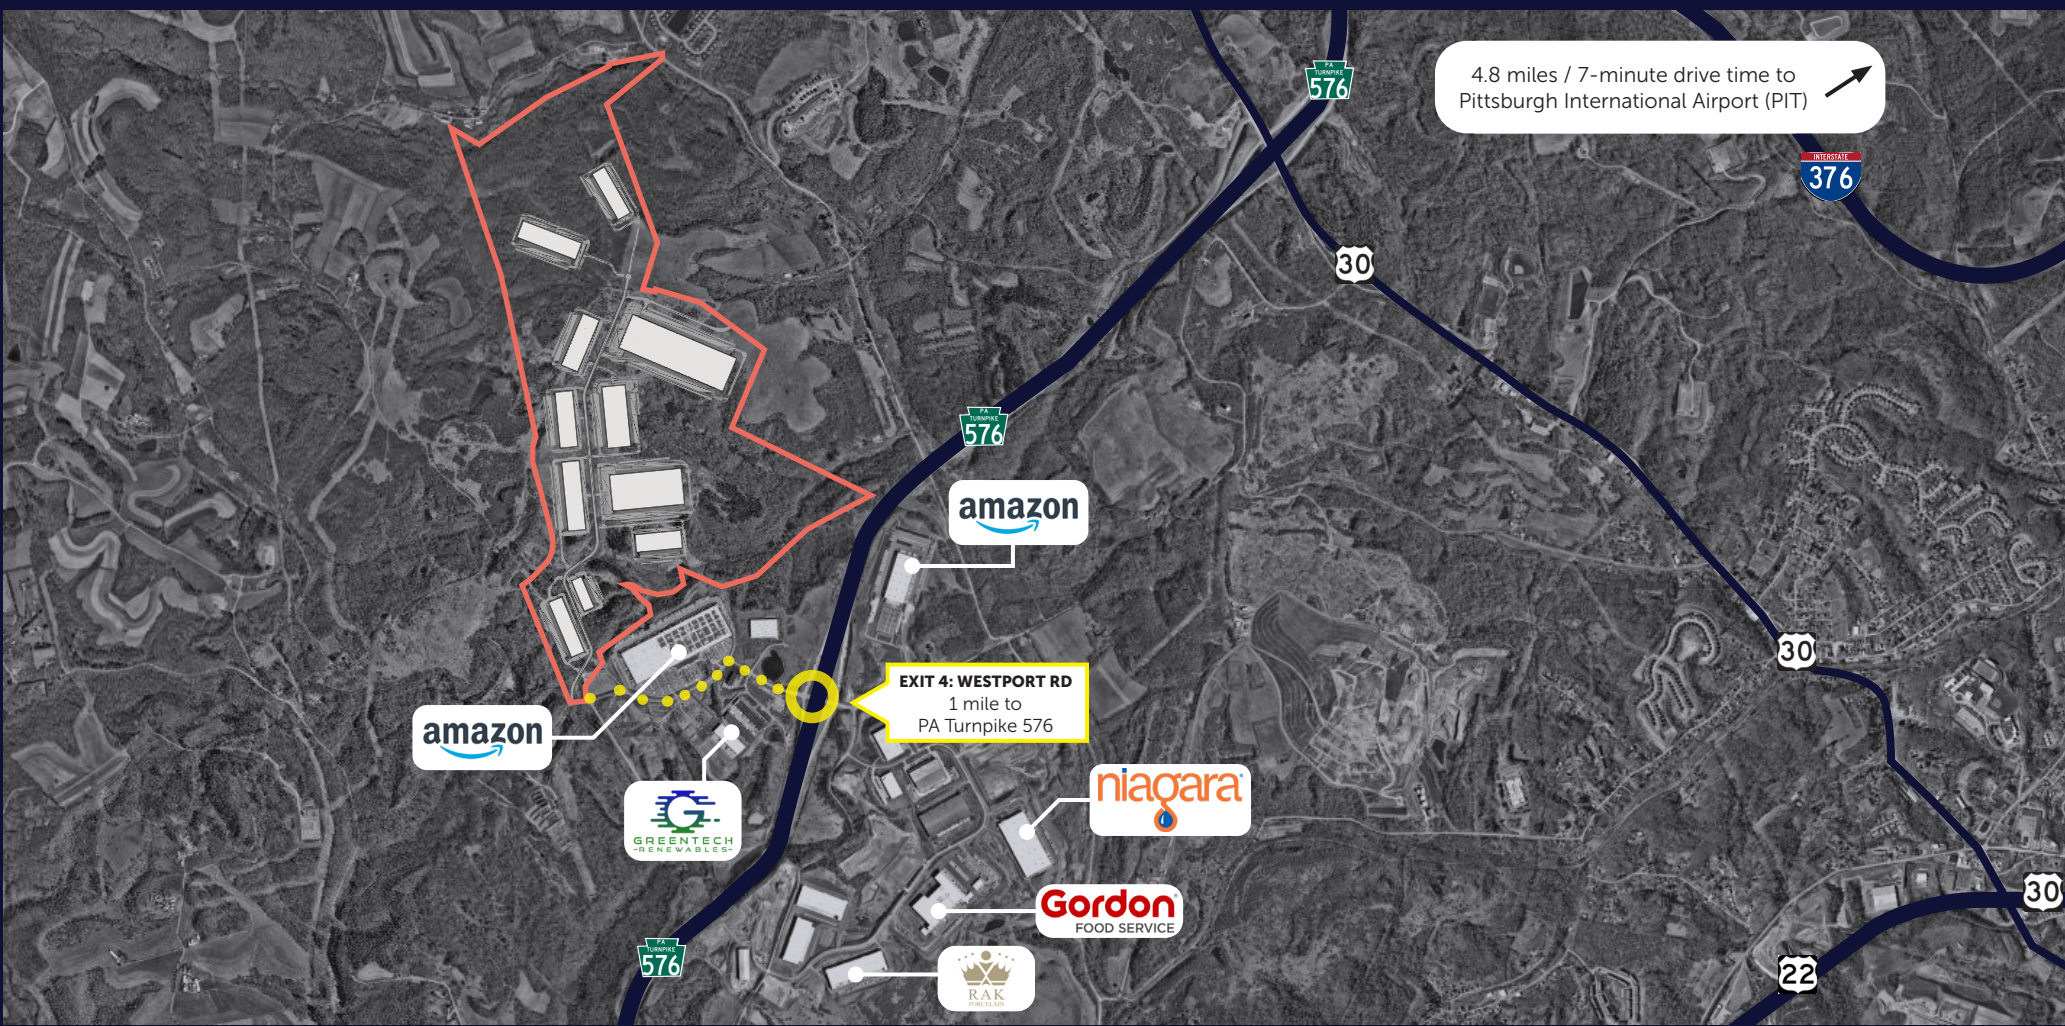 PA
TURNPIKE
576
4.8 miles / 7-minute drive time to
Pittsburgh International Airport (PIT)
INTERSTATE
376
30
PA
TURNPIKE
576
amazon
EXIT 4: WESTPORT RD
1 mile to
PA Turnpike 576
30
amazon
niagara
GREENTECH
-RENEWABLES-
Gordon
FOOD SERVICE
30
PA
TURNPIKE
576
RAK
PORCELAIN
22